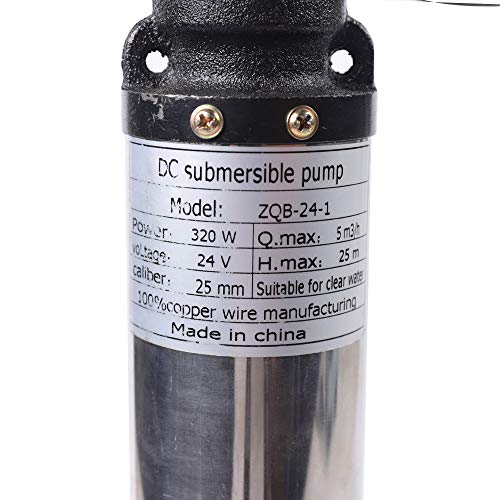 DC submersible pump
Model: ZQB-24-1
Power: 320 W Q.max: 5 m3/h
voltage: 24 V H.max: 25 m
caliber: 25 mm Suitable for clear water
100%copper wire manufacturing
Made in china